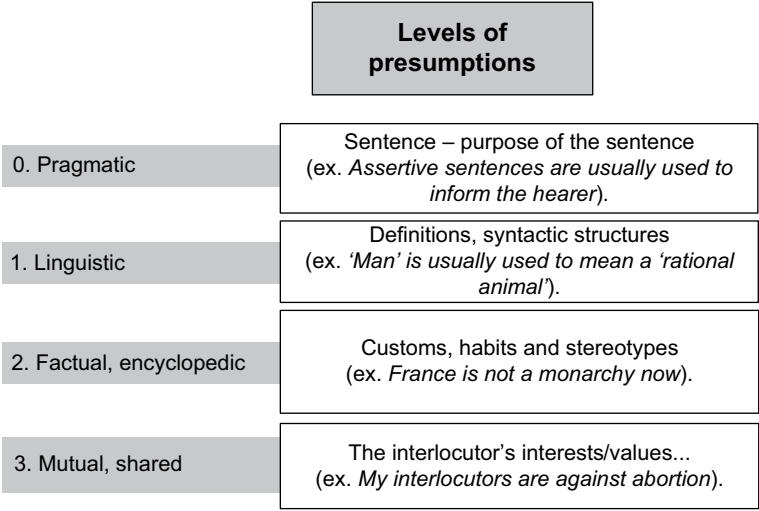 Levels of
presumptions
0. Pragmatic
Sentence – purpose of the sentence
(ex. Assertive sentences are usually used to
inform the hearer).
1. Linguistic
Definitions, syntactic structures
(ex. ‘Man’ is usually used to mean a ‘rational
animal’).
2. Factual, encyclopedic
Customs, habits and stereotypes
(ex. France is not a monarchy now).
3. Mutual, shared
The interlocutor’s interests/values...
(ex. My interlocutors are against abortion).